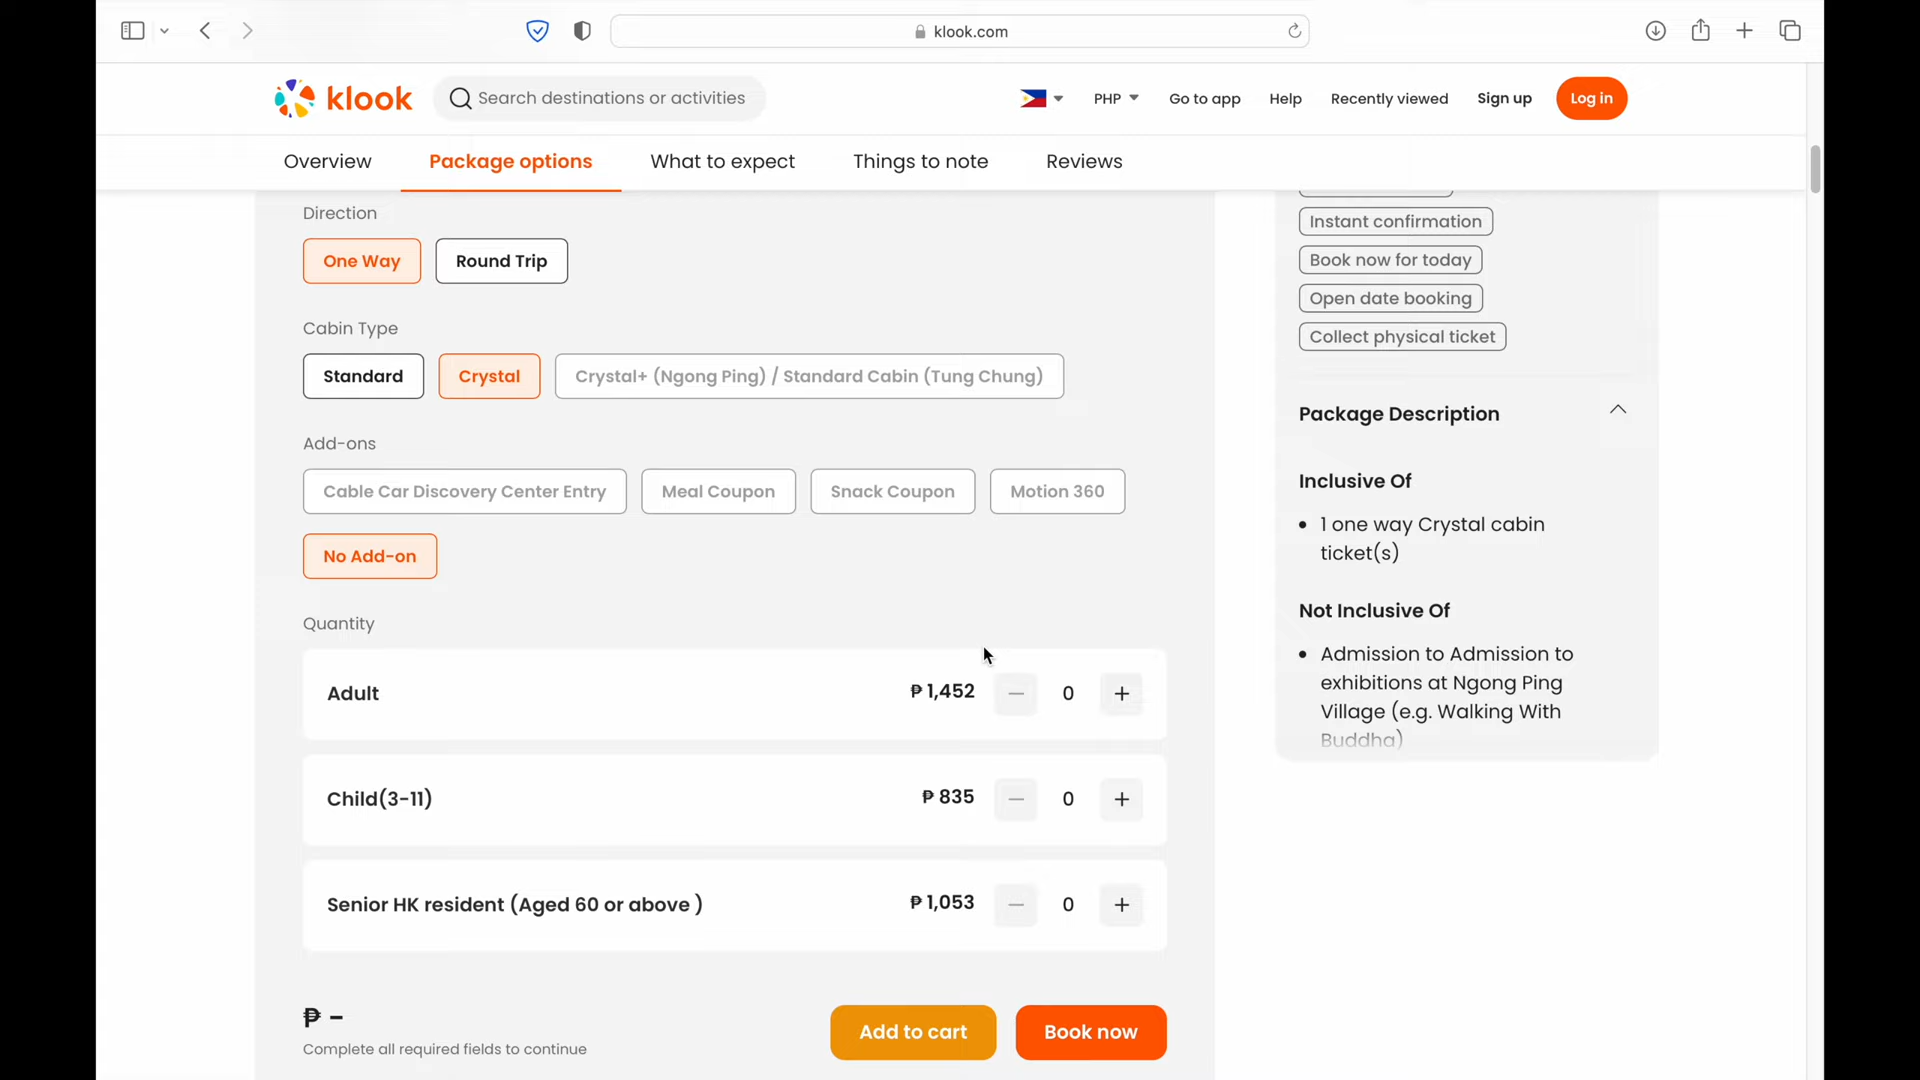 klook.com
klook
Search destinations or activities
PHP
Go to app
Help
Recently viewed
Sign up
Log in
Overview
Package options
What to expect
Things to note
Reviews
Direction
One Way
Round Trip
Cabin Type
Standard
Crystal
Crystal+ (Ngong Ping) / Standard Cabin (Tung Chung)
Add-ons
Cable Car Discovery Center Entry
Meal Coupon
Snack Coupon
Motion 360
No Add-on
Quantity
Adult
₱ 1,452
0
Child(3-11)
₱ 835
0
Senior HK resident (Aged 60 or above )
₱ 1,053
0
₱ –
Complete all required fields to continue
Add to cart
Book now
Instant confirmation
Book now for today
Open date booking
Collect physical ticket
Package Description
Inclusive Of
• 1 one way Crystal cabin
ticket(s)
Not Inclusive Of
• Admission to Admission to
exhibitions at Ngong Ping
Village (e.g. Walking With
Buddha)